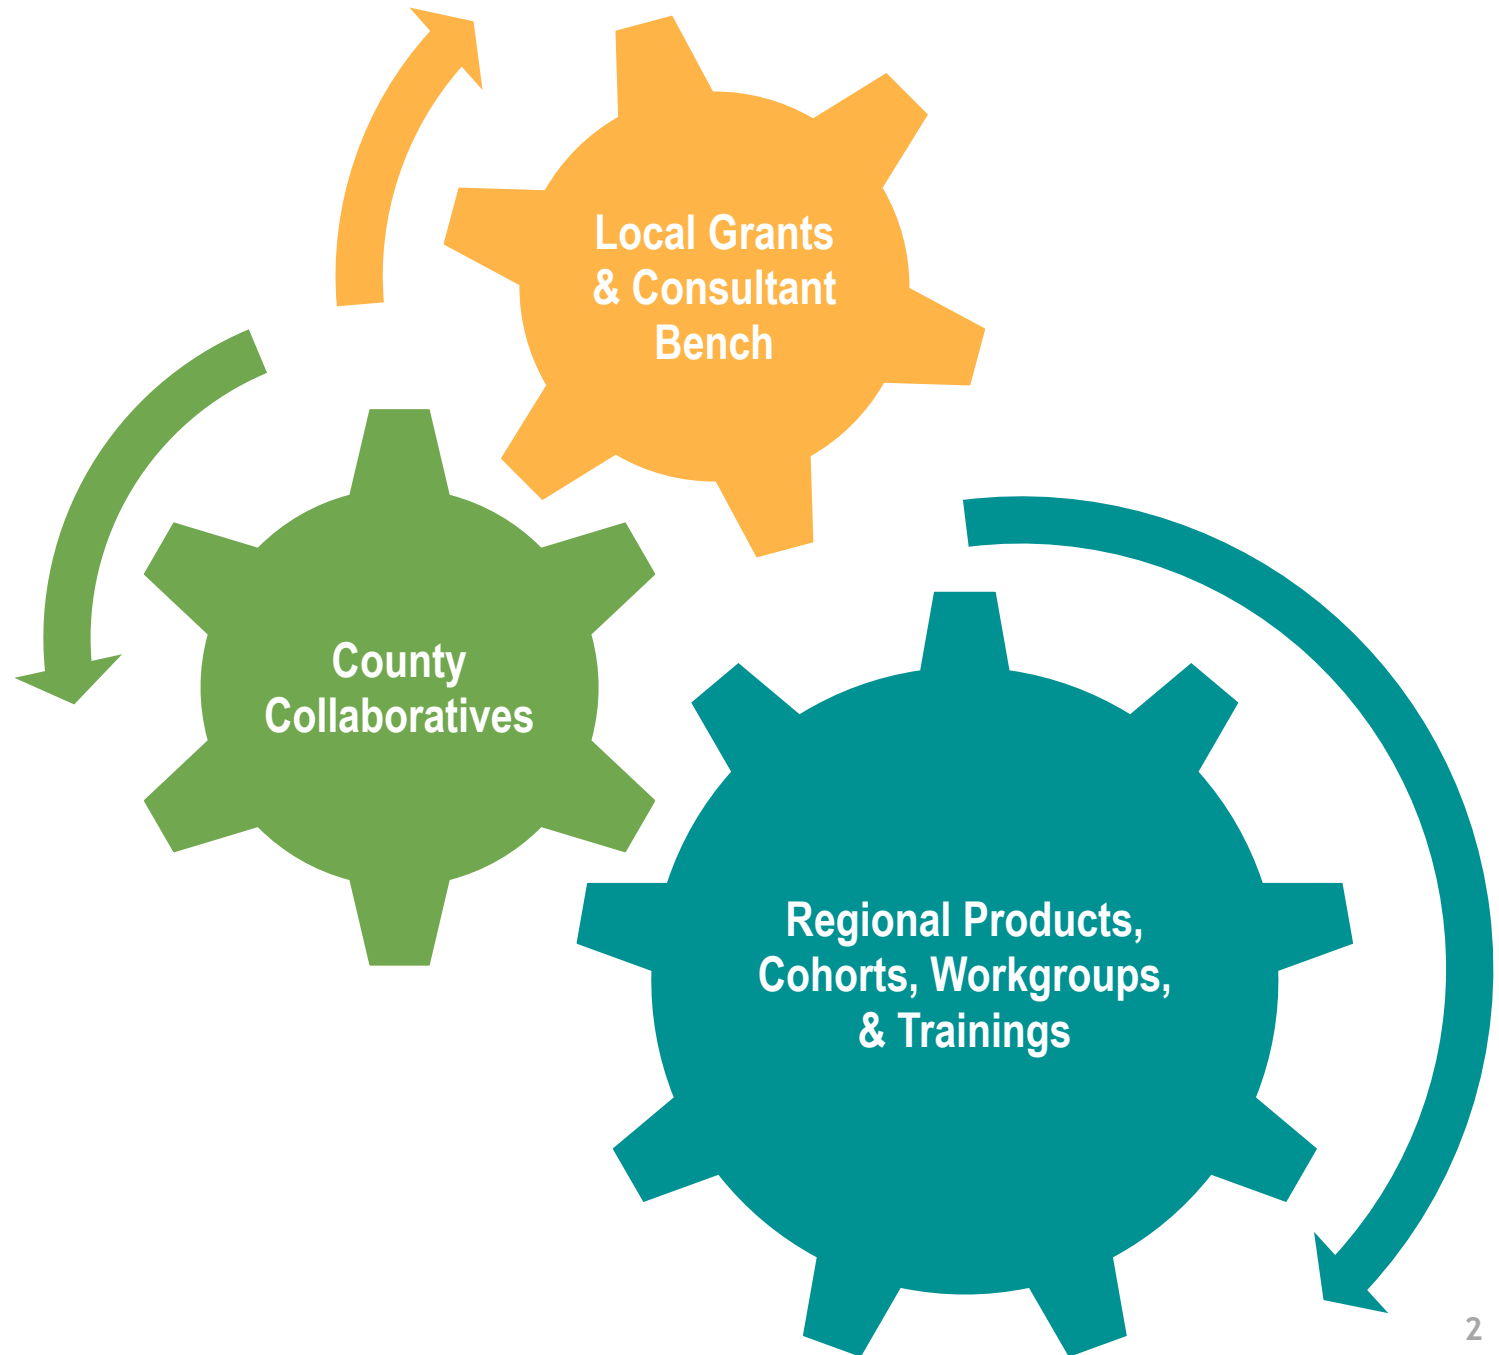 Local Grants
& Consultant
Bench
County
Collaboratives
Regional Products,
Cohorts, Workgroups,
& Trainings
2